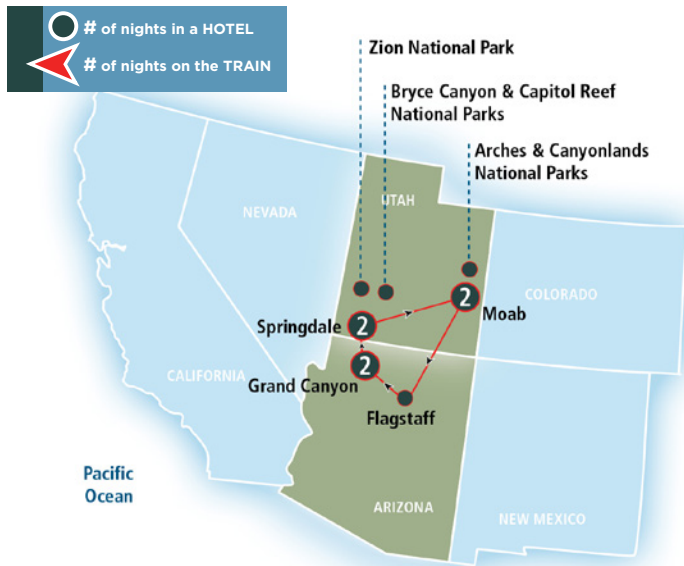 # of nights in a HOTEL
# of nights on the TRAIN
Zion National Park
Bryce Canyon & Capitol Reef
National Parks
Arches & Canyonlands
National Parks
UTAH
NEVADA
COLORADO
2
Moab
Springdale
2
CALIFORNIA
Grand Canyon
2
Flagstaff
Pacific
Ocean
ARIZONA
NEW MEXICO